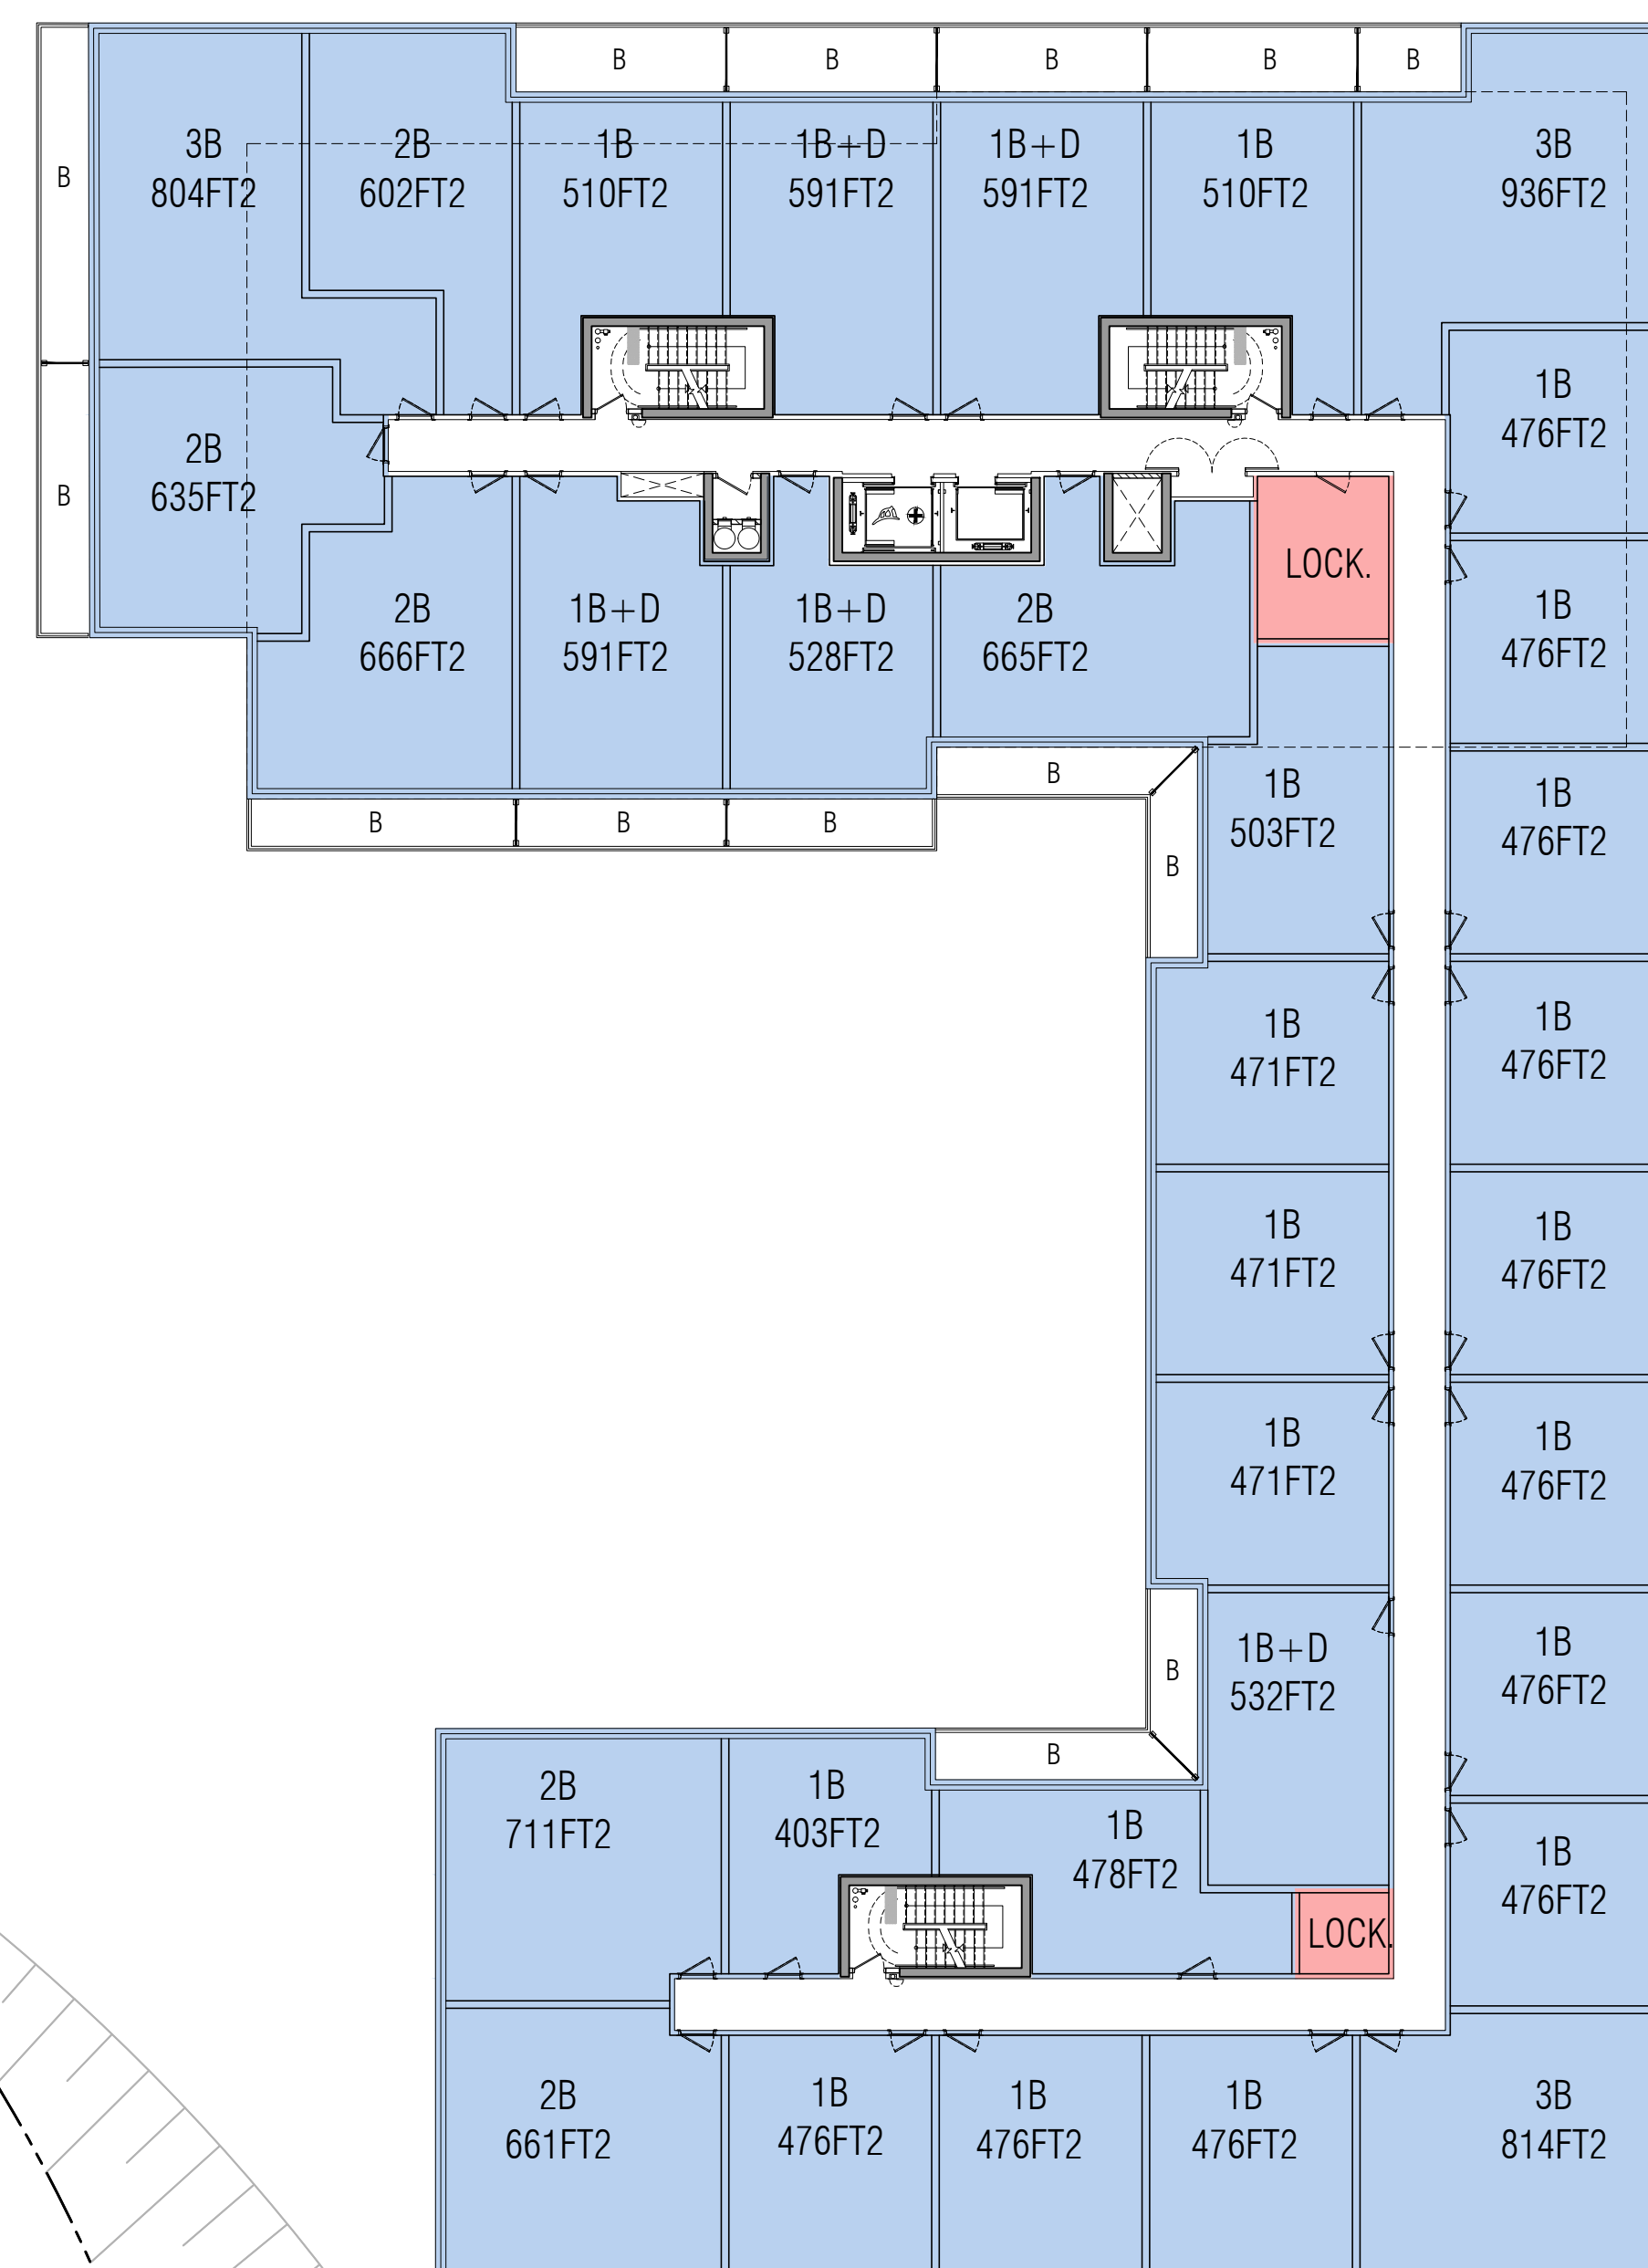 B
B
B
B
B
B
3B
804FT2
2B
602FT2
1B
510FT2
1B+D
591FT2
1B+D
591FT2
1B
510FT2
3B
936FT2
1B
476FT2
2B
635FT2
B
LOCK.
2B
666FT2
1B+D
591FT2
1B+D
528FT2
2B
665FT2
1B
476FT2
B
B
B
B
B
1B
503FT2
1B
476FT2
1B
471FT2
1B
476FT2
1B
471FT2
1B
476FT2
1B
471FT2
1B
476FT2
1B+D
532FT2
1B
476FT2
B
B
2B
711FT2
1B
403FT2
1B
478FT2
1B
476FT2
LOCK.
2B
661FT2
1B
476FT2
1B
476FT2
1B
476FT2
3B
814FT2